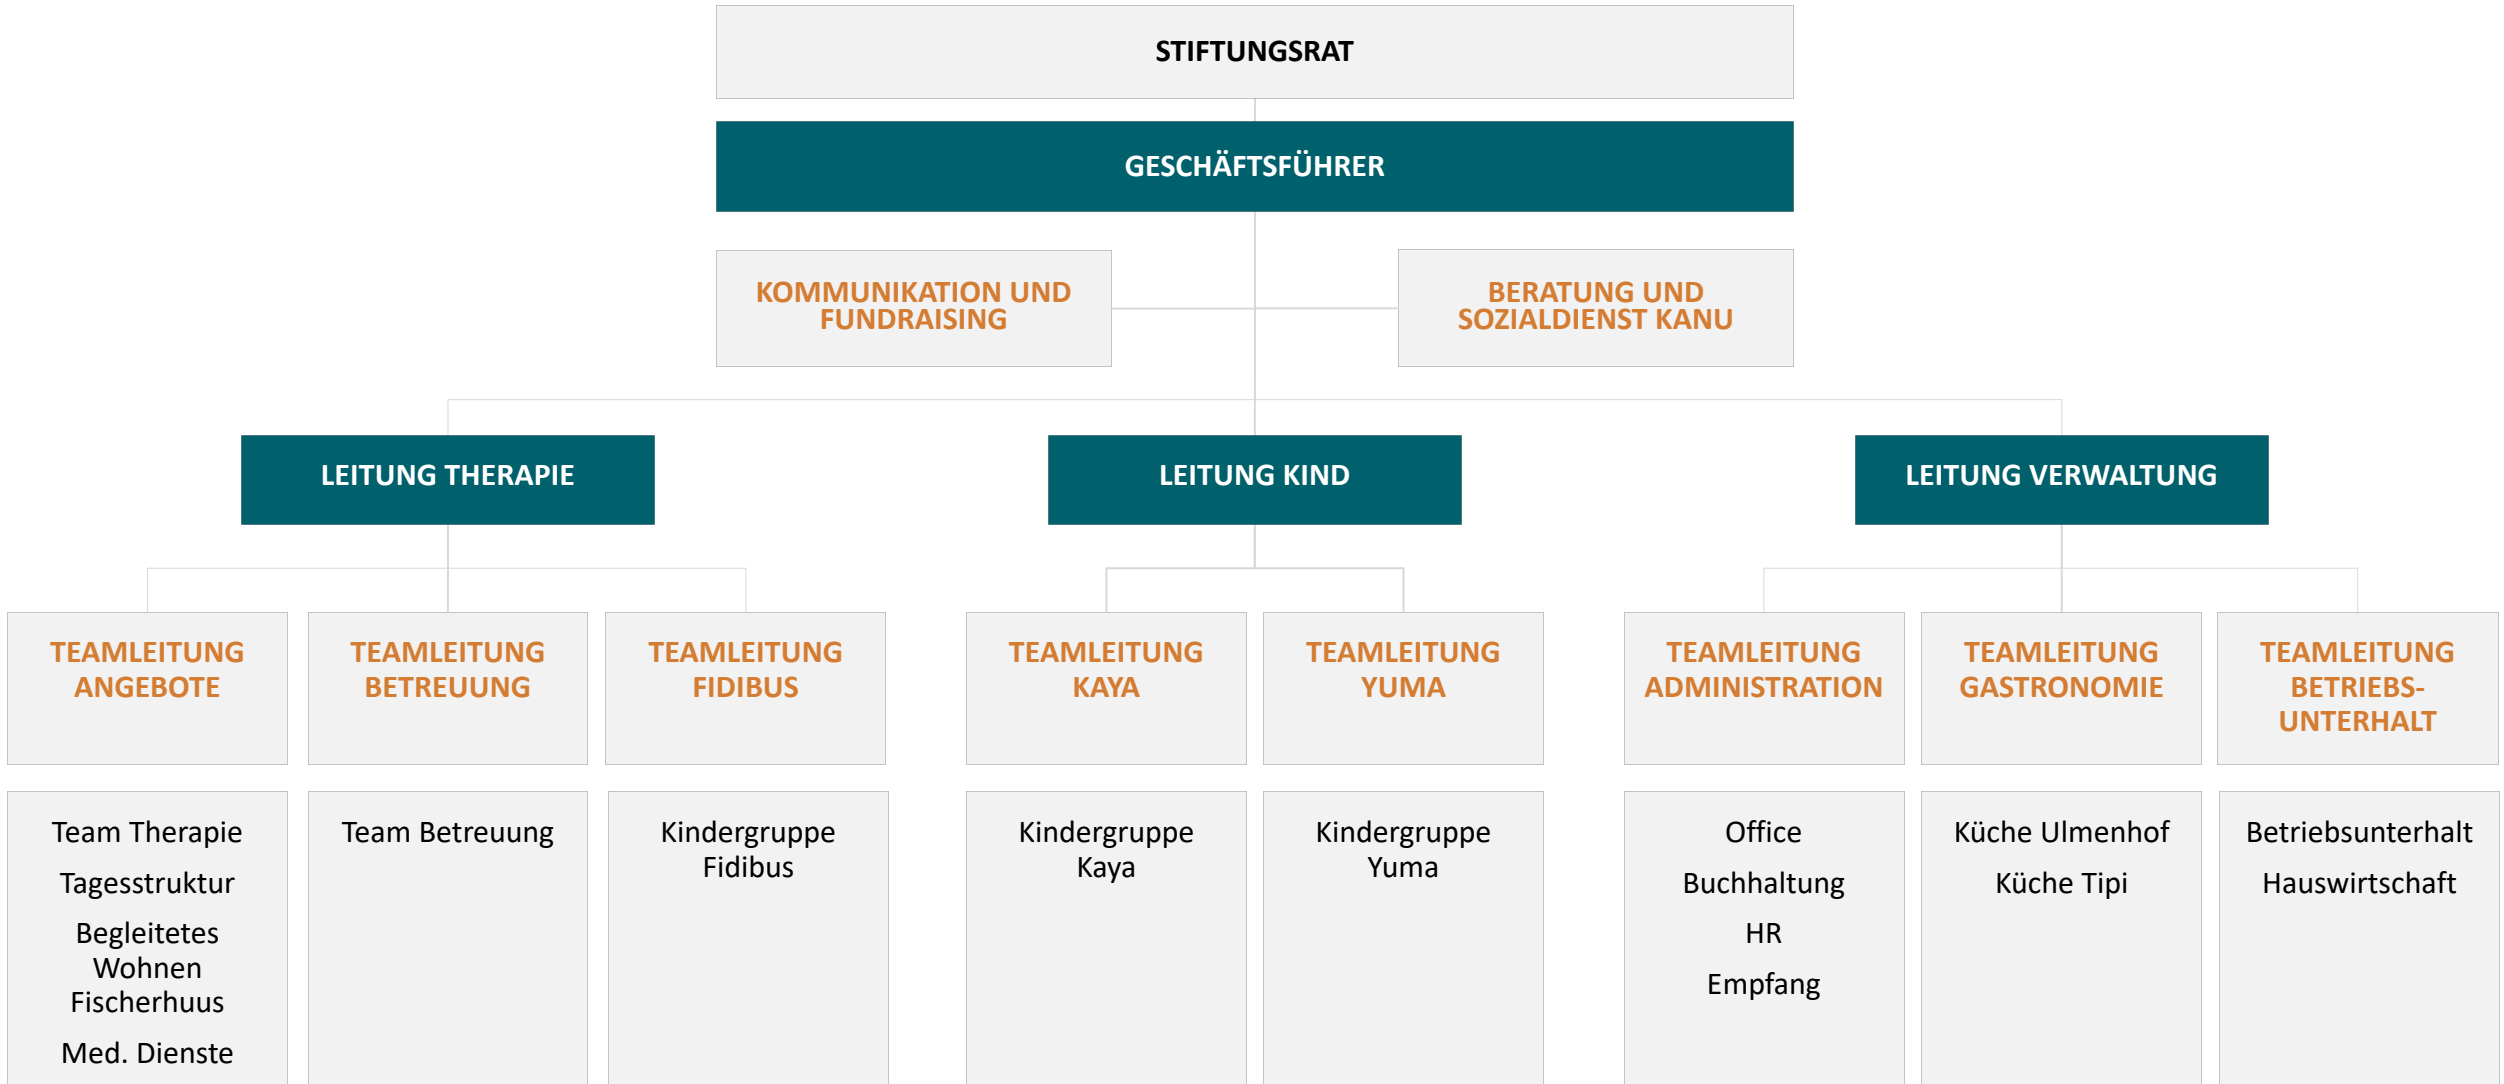 STIFTUNGSRAT
GESCHÄFTSFÜHRER
KOMMUNIKATION UND
FUNDRAISING
BERATUNG UND
SOZIALDIENST KANU
LEITUNG THERAPIE
LEITUNG KIND
LEITUNG VERWALTUNG
TEAMLEITUNG
ANGEBOTE
TEAMLEITUNG
BETREUUNG
TEAMLEITUNG
FIDIBUS
TEAMLEITUNG
KAYA
TEAMLEITUNG
YUMA
TEAMLEITUNG
ADMINISTRATION
TEAMLEITUNG
GASTRONOMIE
TEAMLEITUNG
BETRIEBS-
UNTERHALT
Team Therapie
Tagesstruktur
Begleitetes
Wohnen
Fischerhuus
Med. Dienste
Team Betreuung
Kindergruppe
Fidibus
Kindergruppe
Kaya
Kindergruppe
Yuma
Office
Buchhaltung
HR
Empfang
Küche Ulmenhof
Küche Tipi
Betriebsunterhalt
Hauswirtschaft